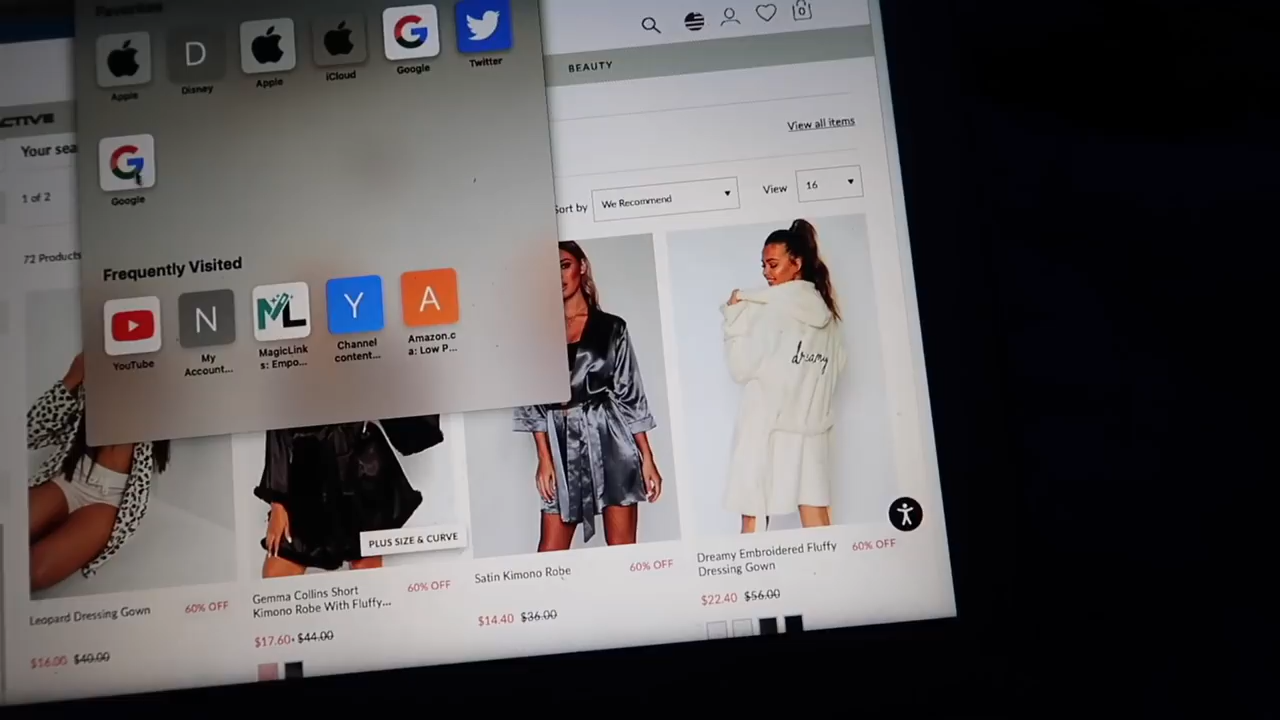 Favorites
Apple
D
Disney
Apple
iCloud
Google
Twitter
BEAUTY
CTIVE
Your sea
View all items
Google
1 of 2
Sort by
We Recommend
View
16
72 Products
Frequently Visited
YouTube
N
My
Account...
ML
MagicLink
s: Empo...
Y
Channel
content...
A
Amazon.c
a: Low P...
dreamy
PLUS SIZE & CURVE
Leopard Dressing Gown
60% OFF
$16.00 $40.00
Gemma Collins Short
Kimono Robe With Fluffy...
60% OFF
$17.60 $44.00
Satin Kimono Robe
60% OFF
$14.40 $36.00
Dreamy Embroidered Fluffy
Dressing Gown
60% OFF
$22.40 $56.00